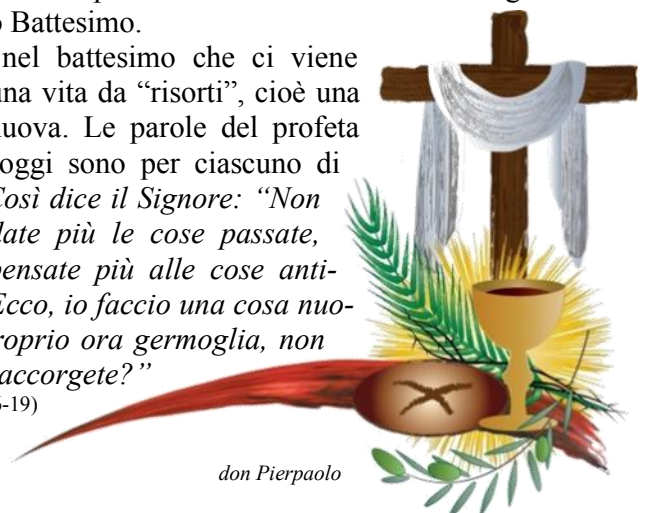 o Battesimo.
nel battesimo che ci viene
una vita da “risorti”, cioè una
nuova. Le parole del profeta
oggi sono per ciascuno di
Così dice il Signore: “Non
date più le cose passate,
pensate più alle cose anti-
Ecco, io faccio una cosa nuo-
roprio ora germoglia, non
accorgete?”
-19)
don Pierpaolo